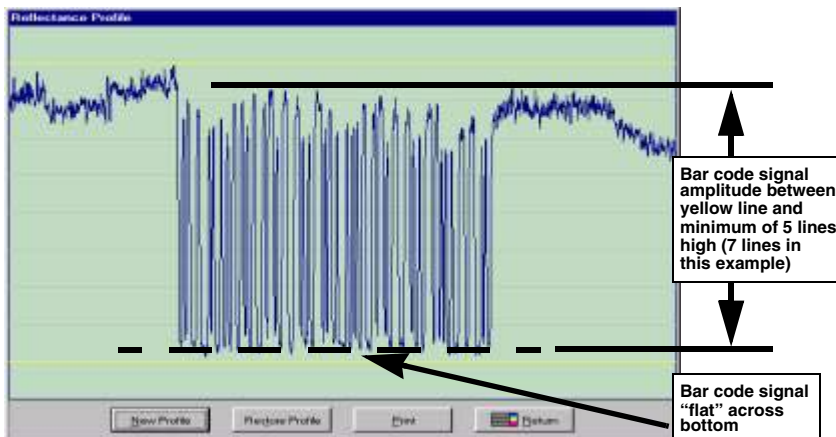 Reflectance Profile
Bar code signal
amplitude between
yellow line and
minimum of 5 lines
high (7 lines in
this example)
Bar code signal
“flat” across
bottom
New Profile
Restore Profile
Print
Return